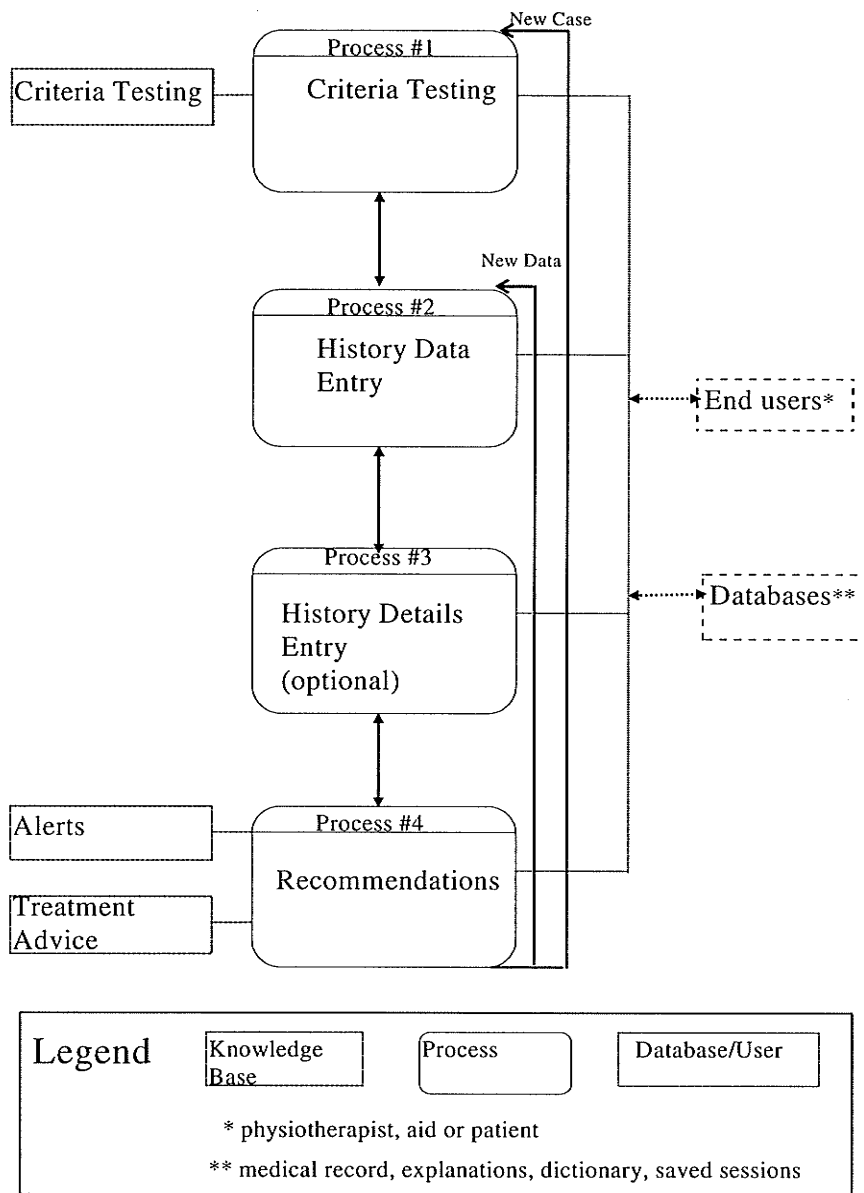 New Case
Process #1
Criteria Testing
Criteria Testing
New Data
Process #2
History Data
Entry
End users*
Process #3
History Details
Entry
(optional)
Databases**
Alerts
Process #4
Recommendations
Treatment
Advice
Legend
Knowledge
Base
Process
Database/User
* physiotherapist, aid or patient
** medical record, explanations, dictionary, saved sessions